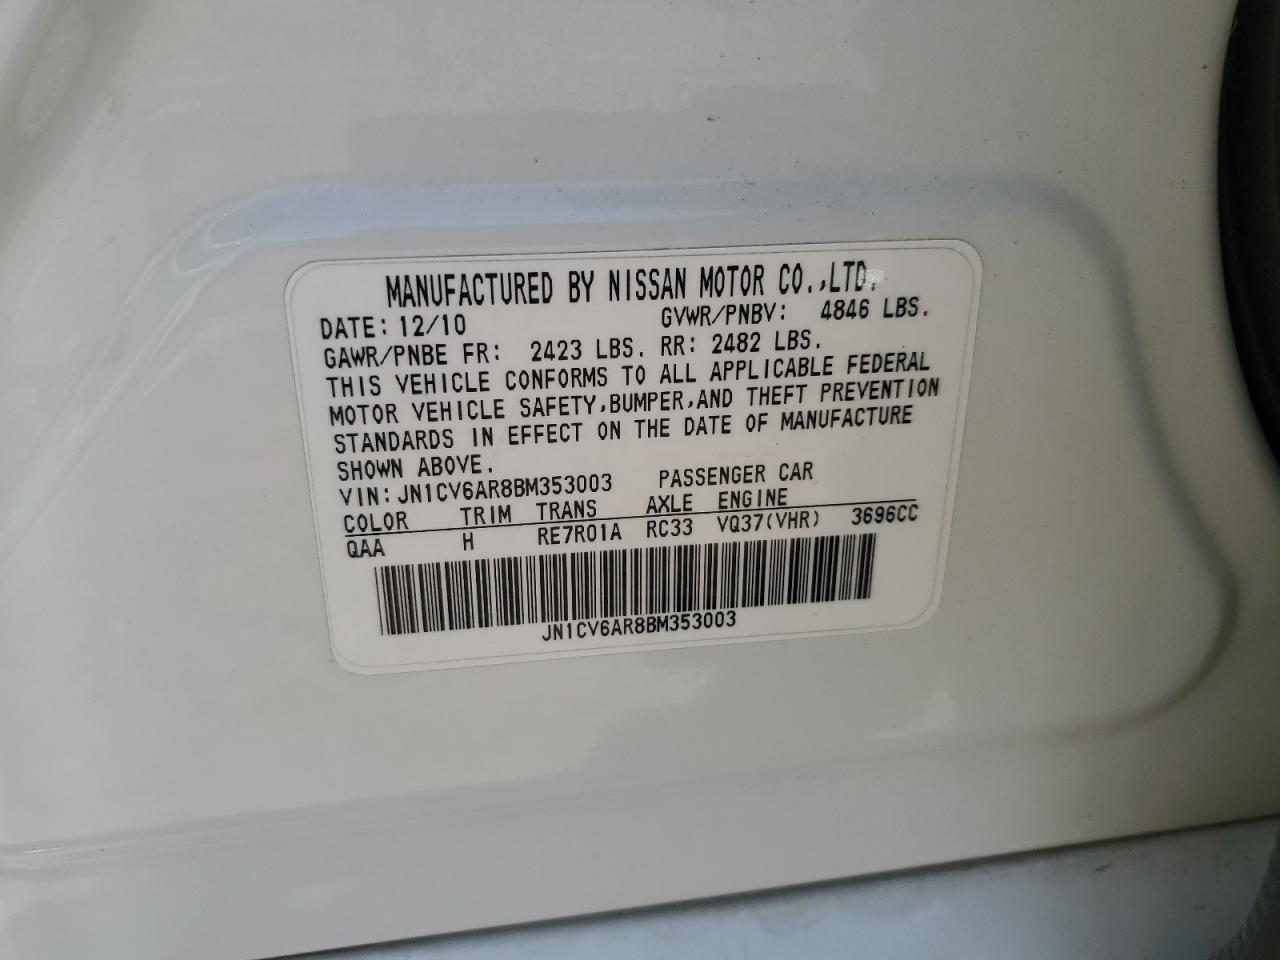 MANUFACTURED BY NISSAN MOTOR CO.,LTD.
DATE: 12/10 GVWR/PNBV: 4846 LBS.
GAWR/PNBE FR: 2423 LBS. RR: 2482 LBS.
THIS VEHICLE CONFORMS TO ALL APPLICABLE FEDERAL
MOTOR VEHICLE SAFETY,BUMPER,AND THEFT PREVENTION
STANDARDS IN EFFECT ON THE DATE OF MANUFACTURE
SHOWN ABOVE.
VIN: JN1CV6AR8BM353003 PASSENGER CAR
COLOR TRIM TRANS AXLE ENGINE
QAA H RE7R01A RC33 VQ37(VHR) 3696CC
JN1CV6AR8BM353003